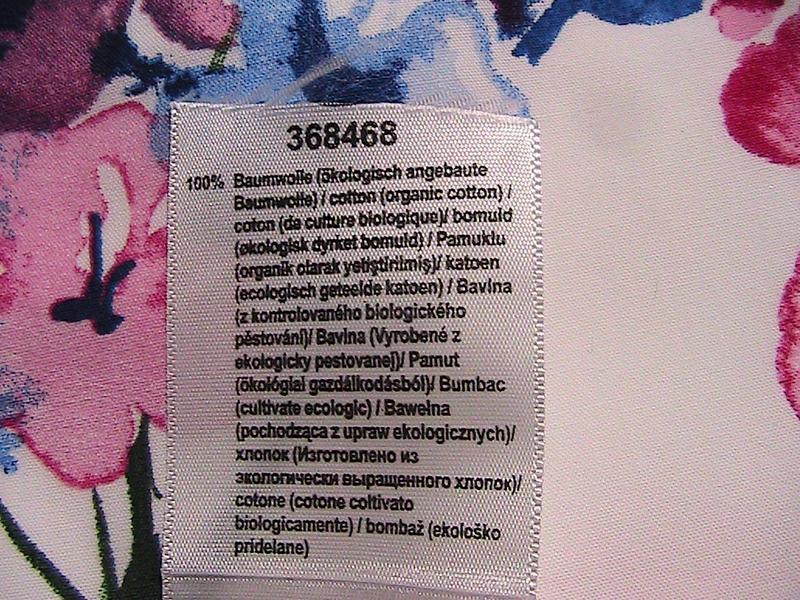 368468
100% Baumwolle (ökologisch angebaute
Baumwolle) / cotton (organic cotton) /
coton (da culture biologique)/ bomuld
(økologisk dyrket bomuld) / Pamuklu
(organik olarak yetiştirilmiş)/ katoen
(ecologisch geteelde katoen) / Bavlna
(z kontrolovaného biologického
pěstování)/ Bavlna (Vyrobené z
ekologicky pestovanej)/ Pamut
(ökológiai gazdálkodásból)/ Bumbac
(cultivate ecologic) / Bawełna
(pochodząca z upraw ekologicznych)/
хлопок (Изготовлено из
экологически выращенного хлопок)/
cotone (cotone coltivato
biologicamente) / bombaž (ekološko
pridelane)